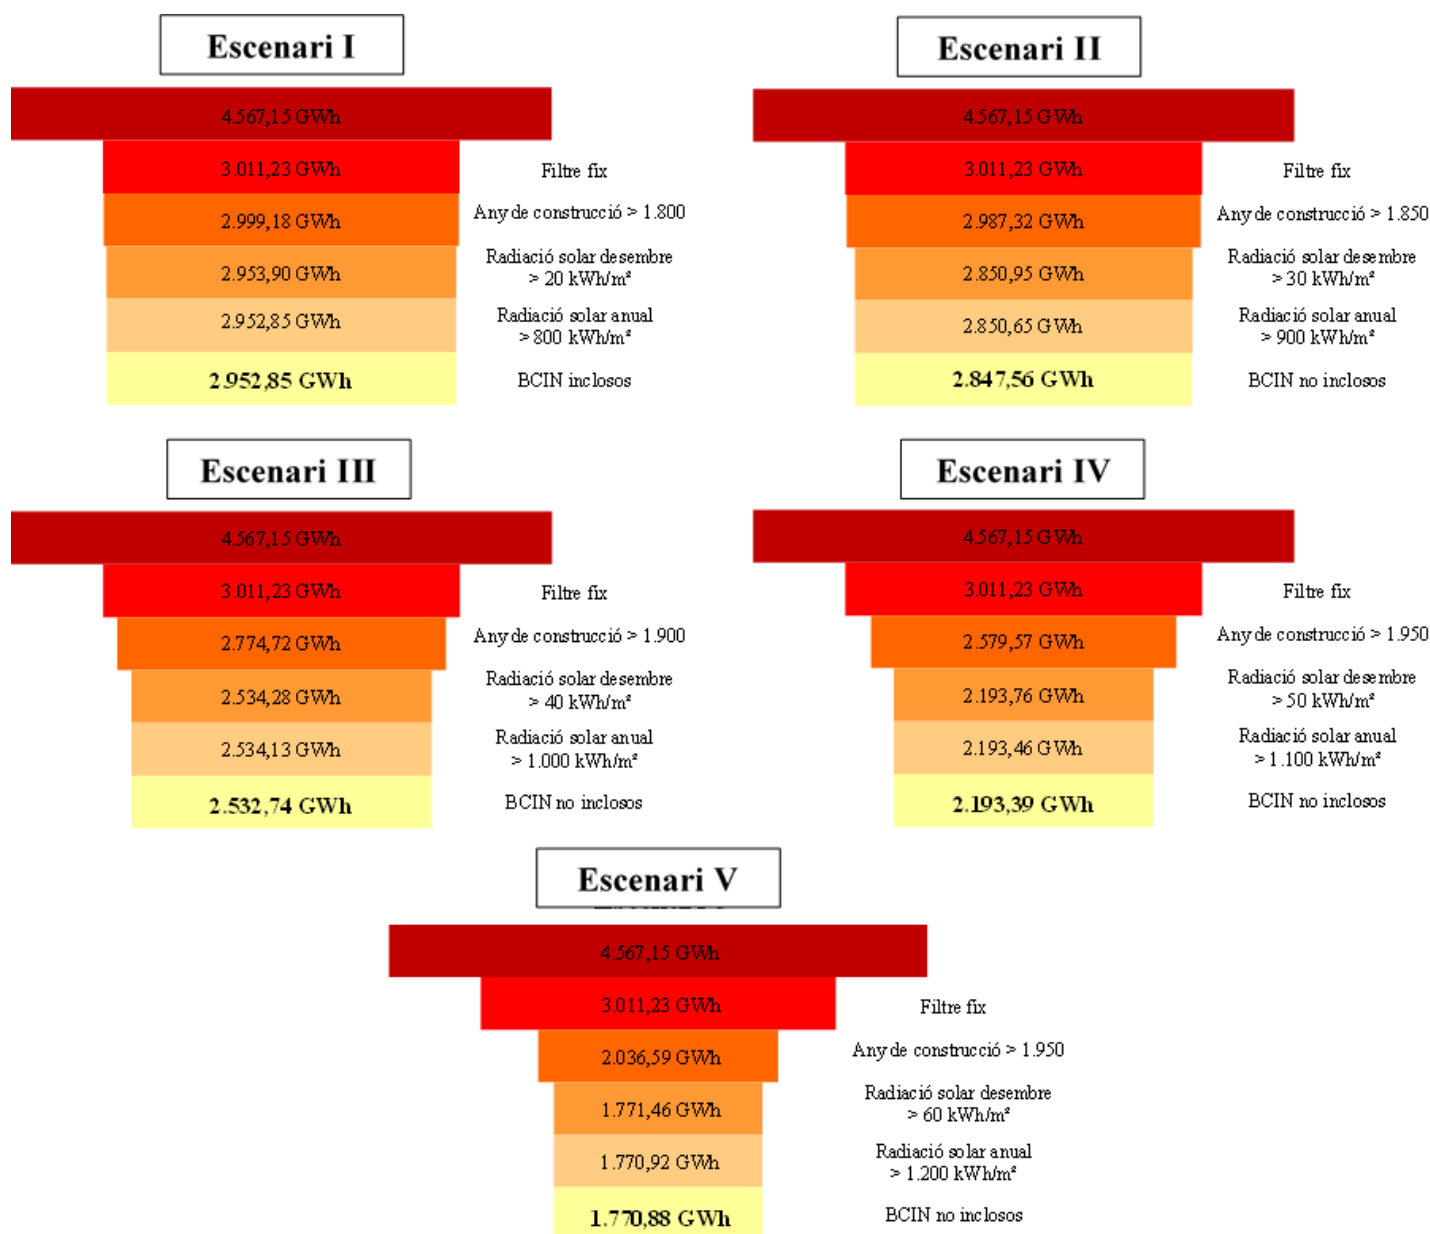 Escenari I
4.567,15 GWh
3.011,23 GWh
Filtre fix
2.999,18 GWh
Any de construcció > 1.800
2.953,90 GWh
Radiació solar desembre
> 20 kWh/m²
2.952,85 GWh
Radiació solar anual
> 800 kWh/m²
2.952,85 GWh
BCIN inclosos
Escenari II
4.567,15 GWh
3.011,23 GWh
Filtre fix
2.987,32 GWh
Any de construcció > 1.850
2.850,95 GWh
Radiació solar desembre
> 30 kWh/m²
2.850,65 GWh
Radiació solar anual
> 900 kWh/m²
2.847,56 GWh
BCIN no inclosos
Escenari III
4.567,15 GWh
3.011,23 GWh
Filtre fix
2.774,72 GWh
Any de construcció > 1.900
2.534,28 GWh
Radiació solar desembre
> 40 kWh/m²
2.534,13 GWh
Radiació solar anual
> 1.000 kWh/m²
2.532,74 GWh
BCIN no inclosos
Escenari IV
4.567,15 GWh
3.011,23 GWh
Filtre fix
2.579,57 GWh
Any de construcció > 1.950
2.193,76 GWh
Radiació solar desembre
> 50 kWh/m²
2.193,46 GWh
Radiació solar anual
> 1.100 kWh/m²
2.193,39 GWh
BCIN no inclosos
Escenari V
4.567,15 GWh
3.011,23 GWh
Filtre fix
2.036,59 GWh
Any de construcció > 1.950
1.771,46 GWh
Radiació solar desembre
> 60 kWh/m²
1.770,92 GWh
Radiació solar anual
> 1.200 kWh/m²
1.770,88 GWh
BCIN no inclosos